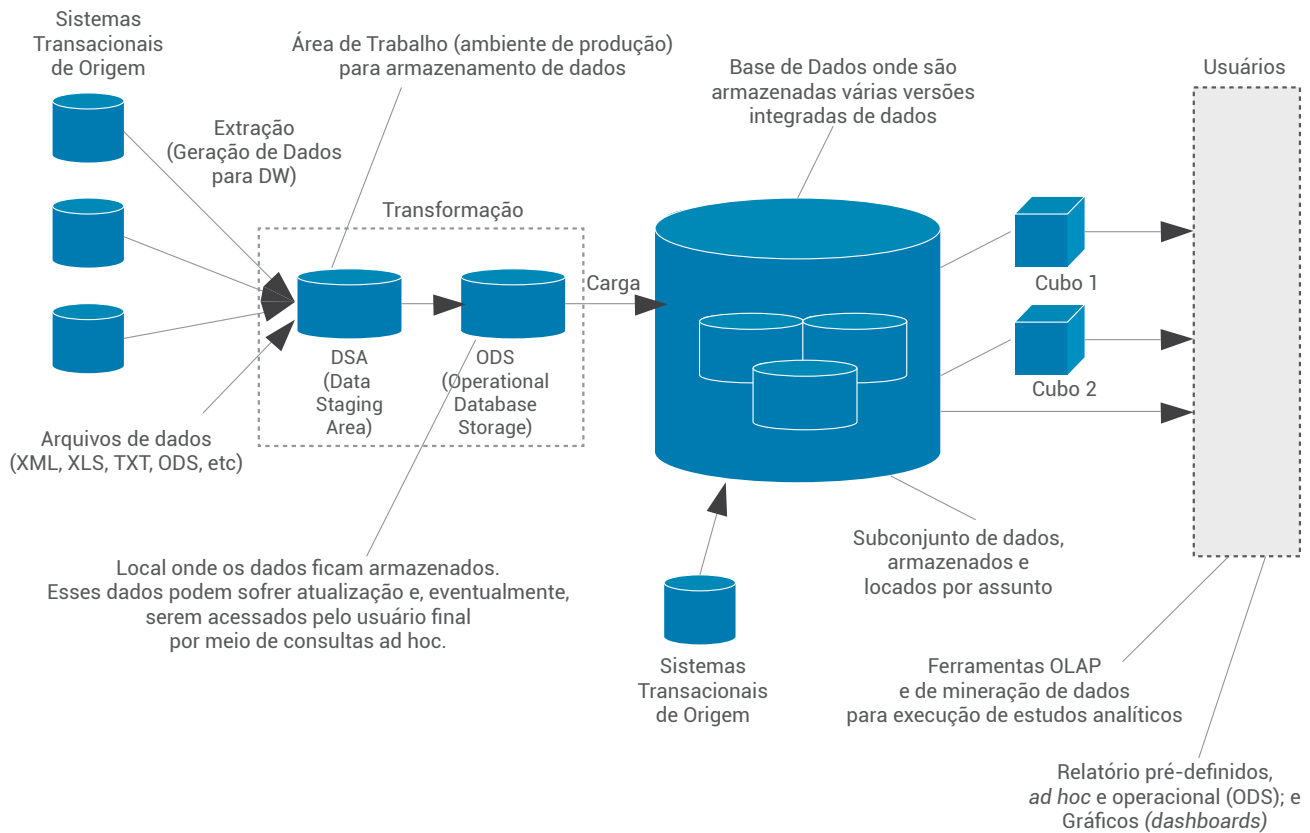 Sistemas
Transacionais
de Origem
Área de Trabalho (ambiente de produção)
para armazenamento de dados
Base de Dados onde são
armazenadas várias versões
integradas de dados
Usuários
Extração
(Geração de Dados
para DW)
Transformação
Carga
Cubo 1
Cubo 2
DSA
(Data
Staging
Area)
ODS
(Operational
Database
Storage)
Arquivos de dados
(XML, XLS, TXT, ODS, etc)
Local onde os dados ficam armazenados.
Esses dados podem sofrer atualização e, eventualmente,
serem acessados pelo usuário final
por meio de consultas ad hoc.
Subconjunto de dados,
armazenados e
locados por assunto
Sistemas
Transacionais
de Origem
Ferramentas OLAP
e de mineração de dados
para execução de estudos analíticos
Relatório pré-definidos,
ad hoc e operacional (ODS); e
Gráficos (dashboards)